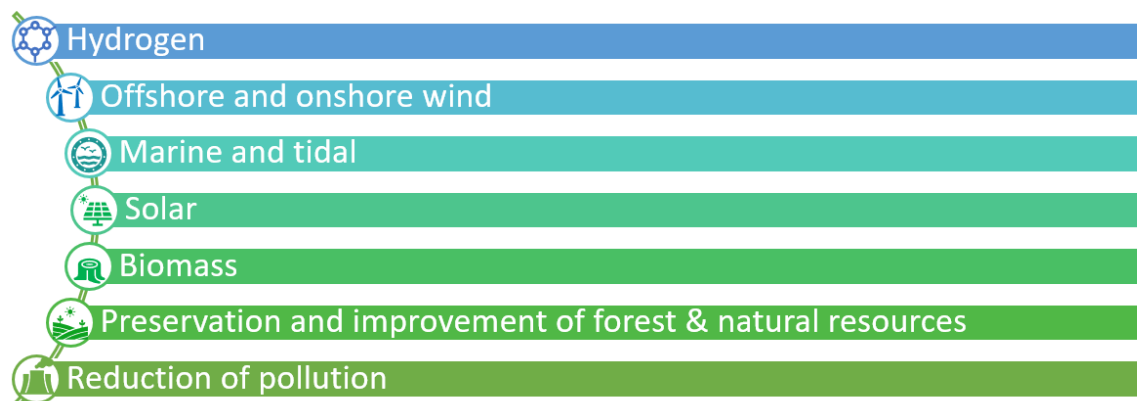 Hydrogen
Offshore and onshore wind
Marine and tidal
Solar
Biomass
Preservation and improvement of forest & natural resources
Reduction of pollution